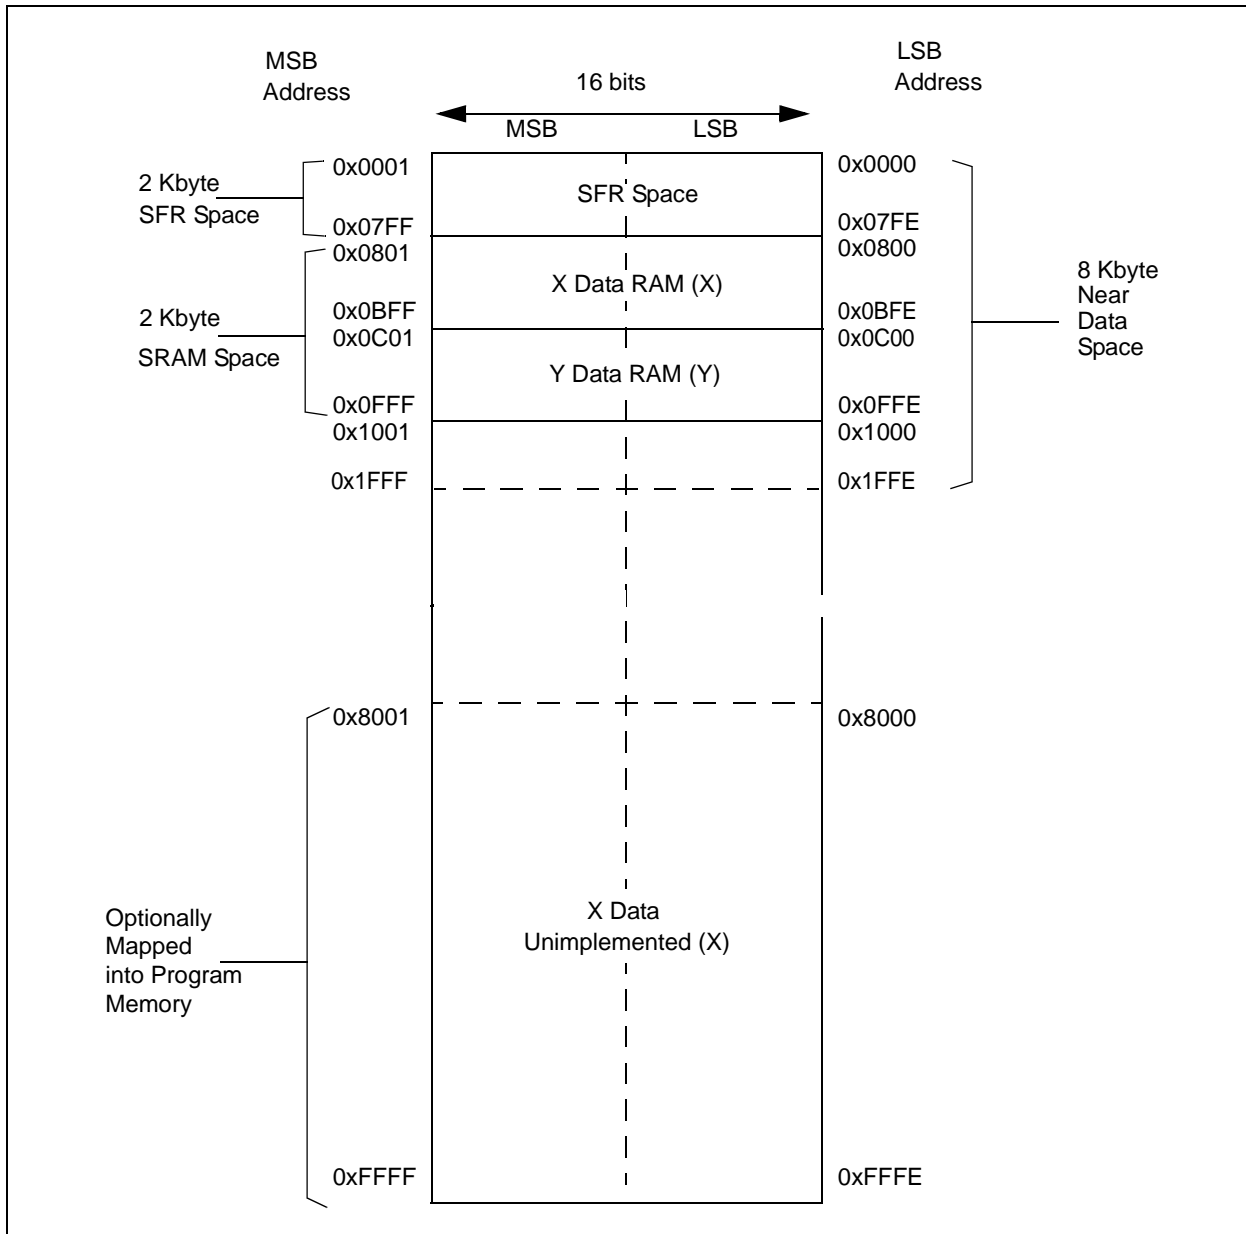 MSB
Address
LSB
Address
16 bits
MSB
LSB
2 Kbyte
SFR Space
0x0001
SFR Space
0x0000
0x07FF
0x07FE
0x0801
0x0800
2 Kbyte
SRAM Space
X Data RAM (X)
8 Kbyte
Near
Data
Space
0x0BFF
0x0BFE
0x0C01
0x0C00
Y Data RAM (Y)
0x0FFF
0x0FFE
0x1001
0x1000
0x1FFF
0x1FFE
0x8001
0x8000
Optionally
Mapped
into Program
Memory
X Data
Unimplemented (X)
0xFFFF
0xFFFE